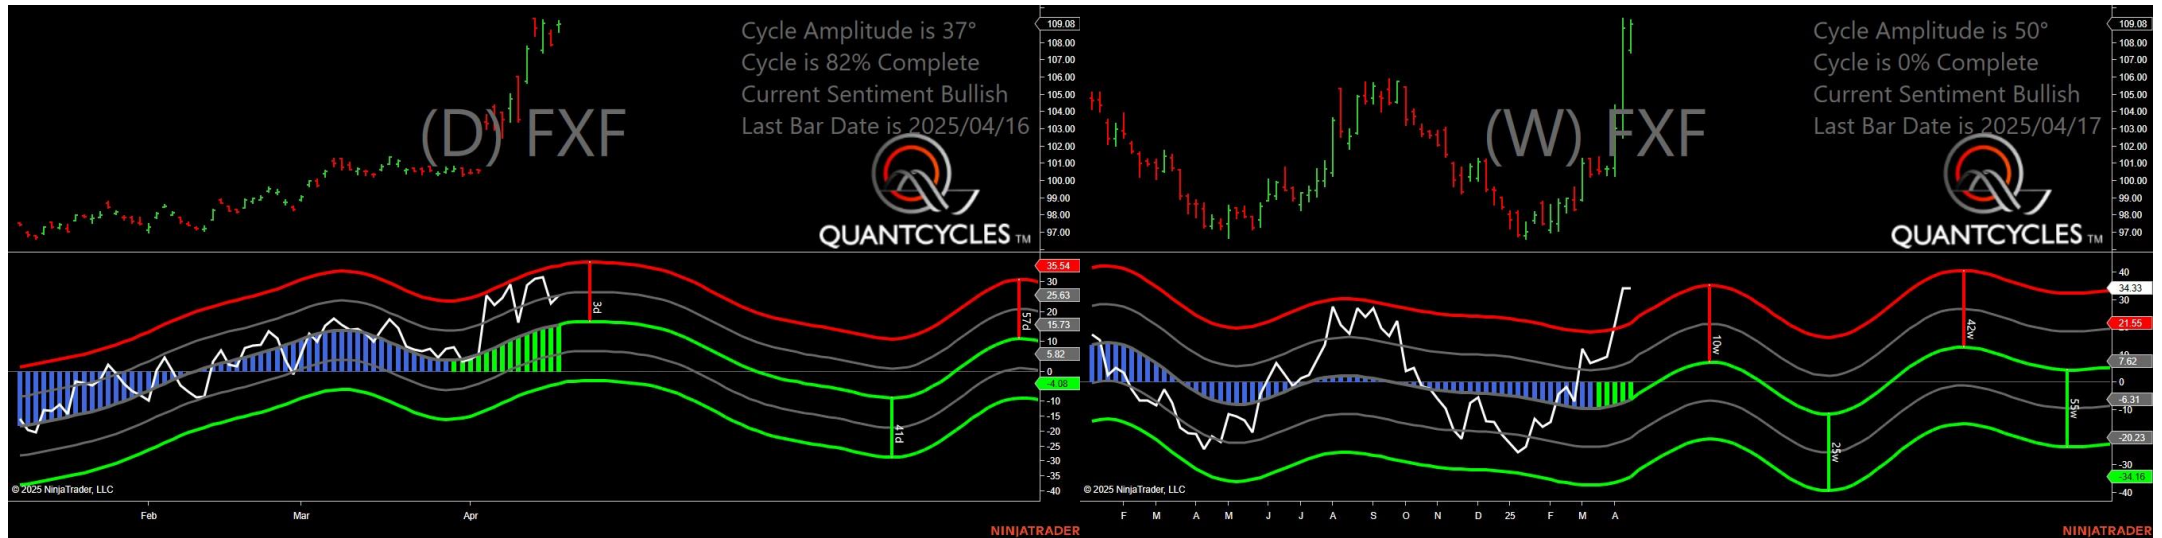 Cycle Amplitude is 37°
Cycle is 82% Complete
Current Sentiment Bullish
Last Bar Date is 2025/04/16
(D) FXF
QUANTCYCLES TM
109.08
108.00
107.00
106.00
105.00
104.00
103.00
102.00
101.00
100.00
99.00
98.00
97.00
35.54
30
25.63
20
15.73
10
5.82
0
-4.08
-10
-15
-20
-25
-30
-35
-40
3d
41d
57d
© 2025 NinjaTrader, LLC
Feb Mar Apr
NINJATRADER
Cycle Amplitude is 50°
Cycle is 0% Complete
Current Sentiment Bullish
Last Bar Date is 2025/04/17
(W) FXF
QUANTCYCLES TM
109.08
108.00
107.00
106.00
105.00
104.00
103.00
102.00
101.00
100.00
99.00
98.00
97.00
40
34.33
30
21.55
7.62
0
-6.31
-10
-20.23
-30
-34.16
-40
10w
25w
42w
55w
© 2025 NinjaTrader, LLC
F M A M J J A S O N D 25 F M A
NINJATRADER